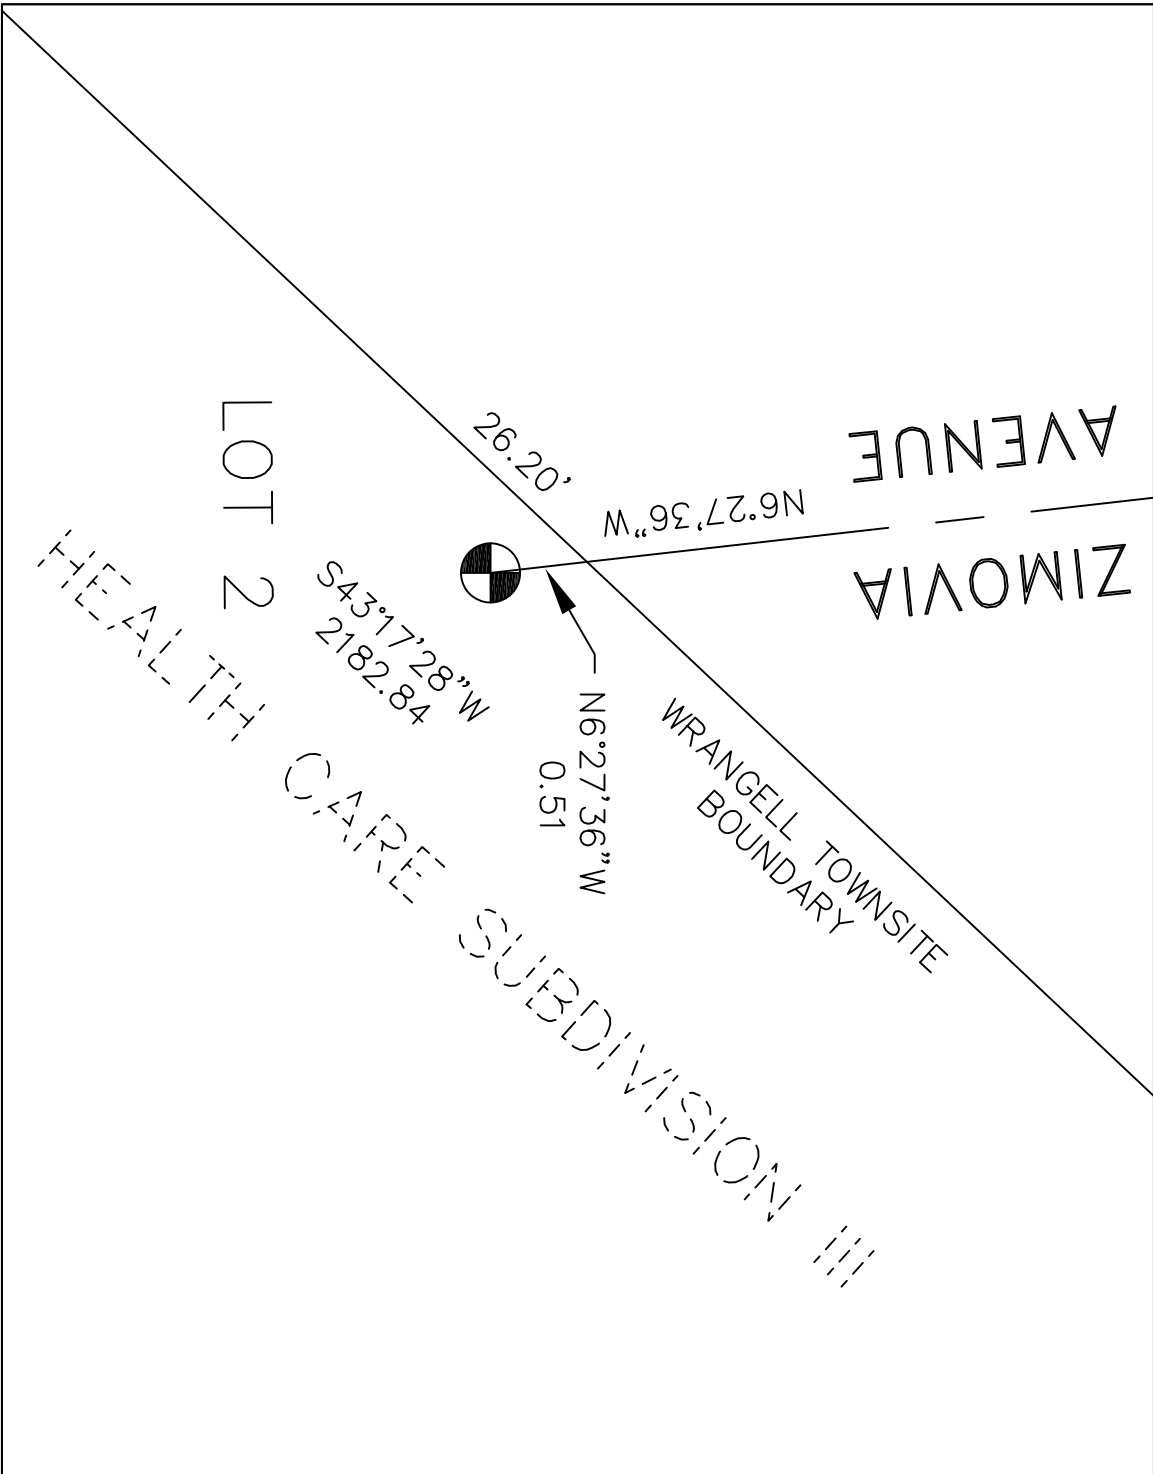 ZIMOVIA
AVENUE
N6°27'36"W
26.20'
WRANGELL TOWNSITE
BOUNDARY
N6°27'36"W
0.51
S43°17'28"W
2182.84
LOT 2
HEALTH CARE SUBDIVISION III